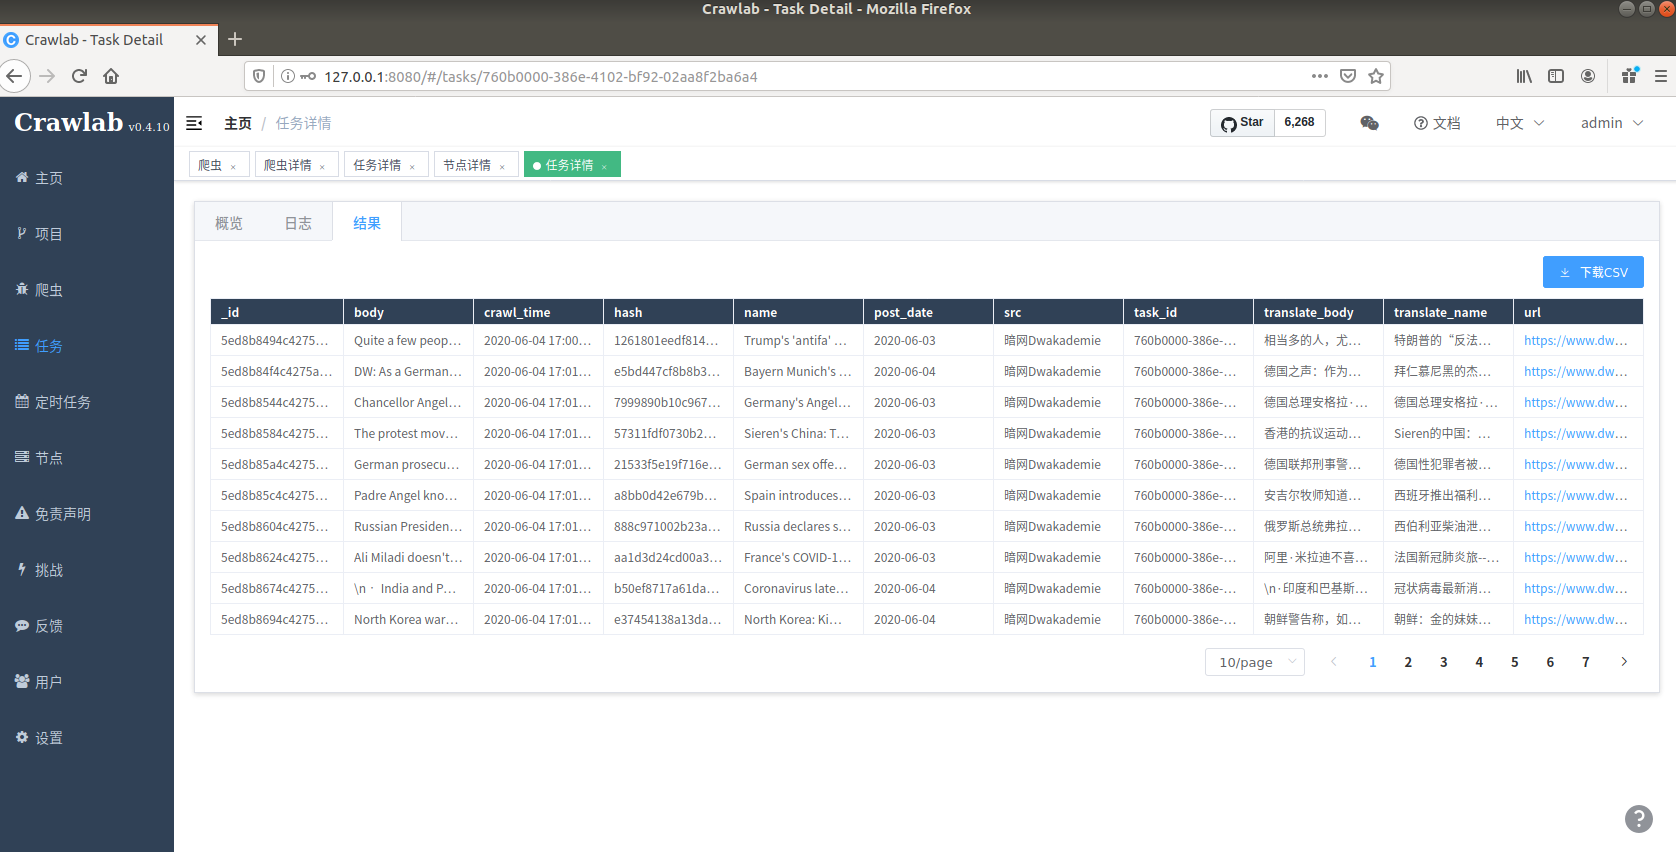 Crawlab - Task Detail - Mozilla Firefox
Crawlab - Task Detail
127.0.0.1:8080/#/tasks/760b0000-386e-4102-bf92-02aa8f2ba6a4
Crawlab v0.4.10
主页 / 任务详情
Star 6,268
文档
中文
admin
爬虫 × 爬虫详情 × 任务详情 × 节点详情 × 任务详情 ×
主页
项目
爬虫
任务
定时任务
节点
免责声明
挑战
反馈
用户
设置
概览 日志 结果
下载CSV
_id body crawl_time hash name post_date src task_id translate_body translate_name url
5ed8b8494c4275... Quite a few peop... 2020-06-04 17:00... 1261801eedf814... Trump's 'antifa' ... 2020-06-03 暗网Dwakademie 760b0000-386e-... 相当多的人，尤... 特朗普的“反法... https://www.dw...
5ed8b84f4c4275a... DW: As a German... 2020-06-04 17:01... e5bd447cf8b8b3... Bayern Munich's ... 2020-06-04 暗网Dwakademie 760b0000-386e-... 德国之声：作为... 拜仁慕尼黑的杰... https://www.dw...
5ed8b8544c4275... Chancellor Angel... 2020-06-04 17:01... 7999890b10c967... Germany's Angel... 2020-06-03 暗网Dwakademie 760b0000-386e-... 德国总理安格拉·... 德国总理安格拉·... https://www.dw...
5ed8b8584c4275... The protest mov... 2020-06-04 17:01... 57311fdf0730b2... Sieren's China: T... 2020-06-03 暗网Dwakademie 760b0000-386e-... 香港的抗议运动... Sieren的中国：... https://www.dw...
5ed8b85a4c4275... German prosecu... 2020-06-04 17:01... 21533f5e19f716e... German sex offe... 2020-06-03 暗网Dwakademie 760b0000-386e-... 德国联邦刑事警... 德国性犯罪者被... https://www.dw...
5ed8b85c4c4275... Padre Angel kno... 2020-06-04 17:01... a8bb0d42e679b... Spain introduces... 2020-06-03 暗网Dwakademie 760b0000-386e-... 安吉尔牧师知道... 西班牙推出福利... https://www.dw...
5ed8b8604c4275... Russian Presiden... 2020-06-04 17:01... 888c971002b23a... Russia declares s... 2020-06-03 暗网Dwakademie 760b0000-386e-... 俄罗斯总统弗拉... 西伯利亚柴油泄... https://www.dw...
5ed8b8624c4275... Ali Miladi doesn't... 2020-06-04 17:01... aa1d3d24cd00a3... France's COVID-1... 2020-06-03 暗网Dwakademie 760b0000-386e-... 阿里·米拉迪不喜... 法国新冠肺炎旅--... https://www.dw...
5ed8b8674c4275... \n · India and P... 2020-06-04 17:01... b50ef8717a61da... Coronavirus late... 2020-06-04 暗网Dwakademie 760b0000-386e-... \n·印度和巴基斯... 冠状病毒最新消... https://www.dw...
5ed8b8694c4275... North Korea war... 2020-06-04 17:01... e37454138a13da... North Korea: Ki... 2020-06-04 暗网Dwakademie 760b0000-386e-... 朝鲜警告称，如... 朝鲜：金的妹妹... https://www.dw...
10/page 1 2 3 4 5 6 7
?